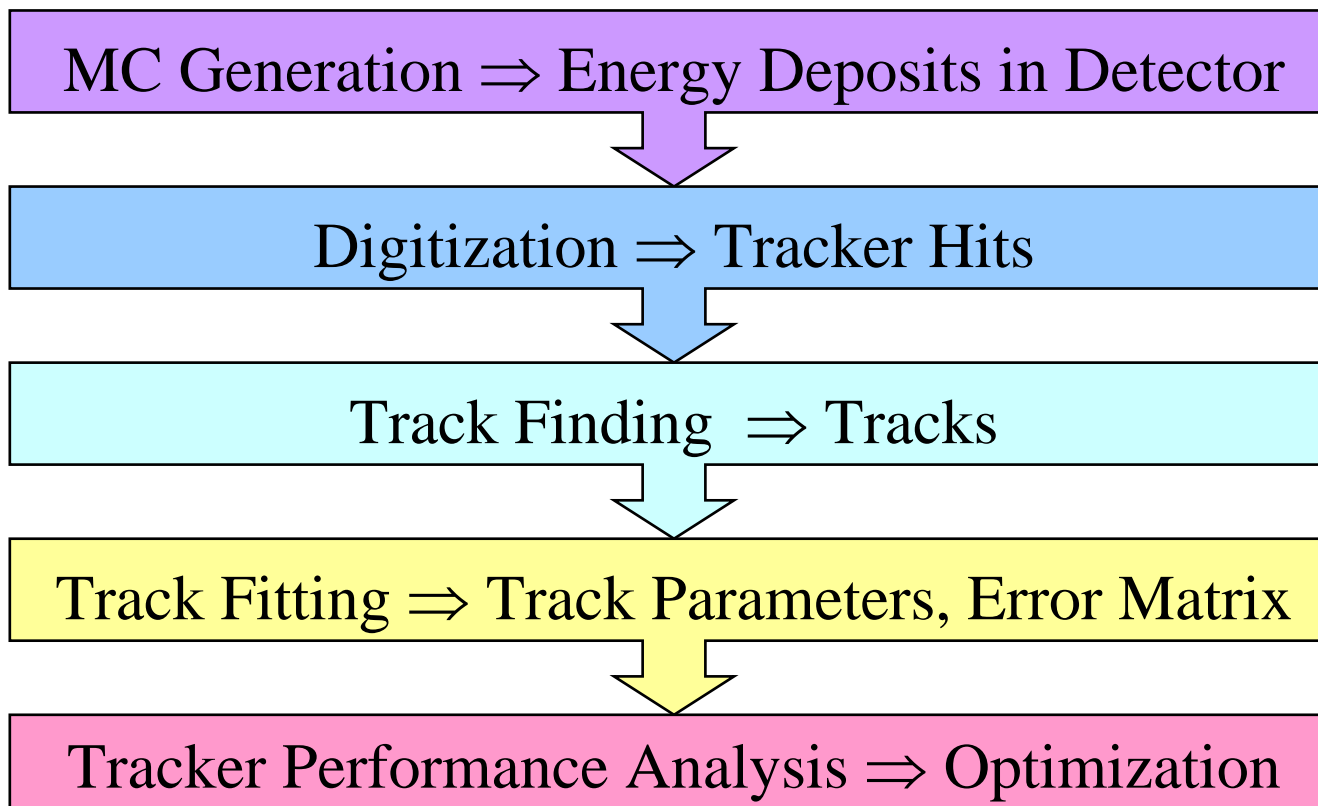 MC Generation ⇒ Energy Deposits in Detector
Digitization ⇒ Tracker Hits
Track Finding ⇒ Tracks
Track Fitting ⇒ Track Parameters, Error Matrix
Tracker Performance Analysis ⇒ Optimization